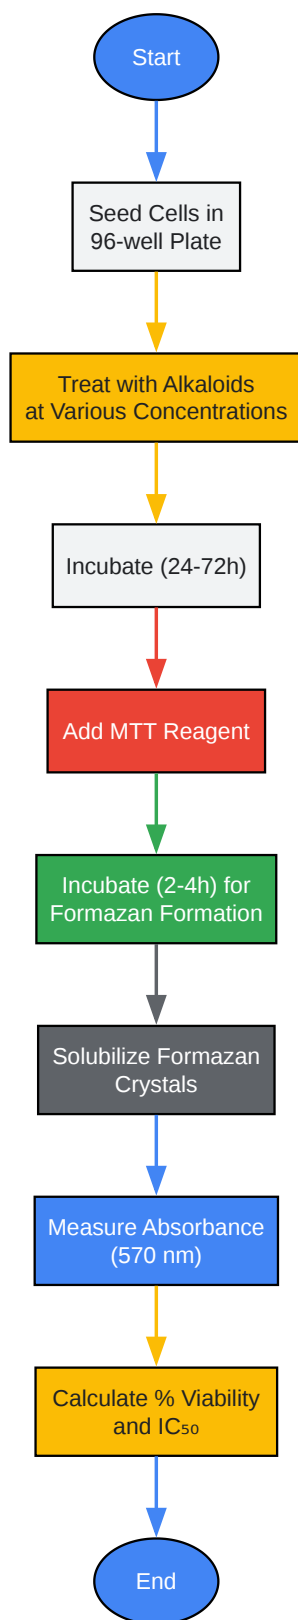 Start
Seed Cells in
96-well Plate
Treat with Alkaloids
at Various Concentrations
Incubate (24-72h)
Add MTT Reagent
Incubate (2-4h) for
Formazan Formation
Solubilize Formazan
Crystals
Measure Absorbance
(570 nm)
Calculate % Viability
and IC₅₀
End